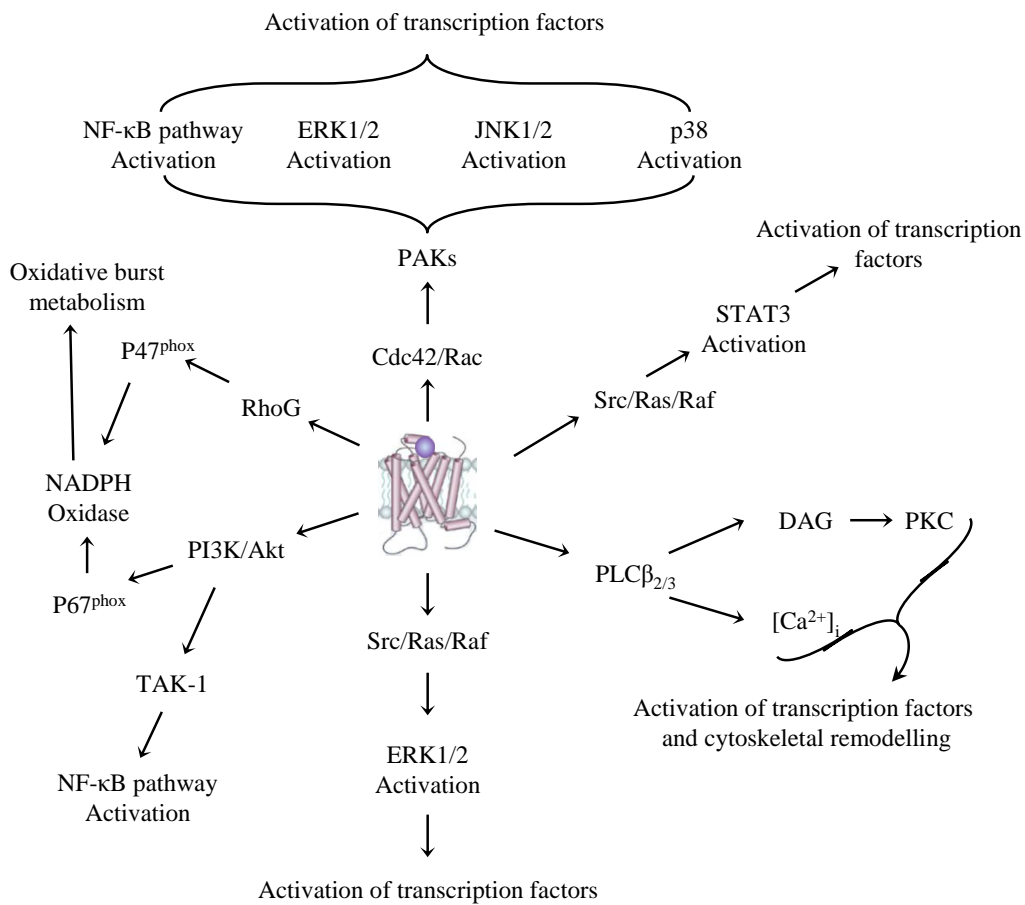 Activation of transcription factors
NF-κB pathway
Activation
ERK1/2
Activation
JNK1/2
Activation
p38
Activation
PAKs
Activation of transcription
factors
Oxidative burst
metabolism
STAT3
Activation
P47phox
Cdc42/Rac
Src/Ras/Raf
RhoG
NADPH
Oxidase
DAG
PKC
PI3K/Akt
PLCβ2/3
P67phox
[Ca2+]i
Src/Ras/Raf
TAK-1
Activation of transcription factors
and cytoskeletal remodelling
ERK1/2
Activation
NF-κB pathway
Activation
Activation of transcription factors